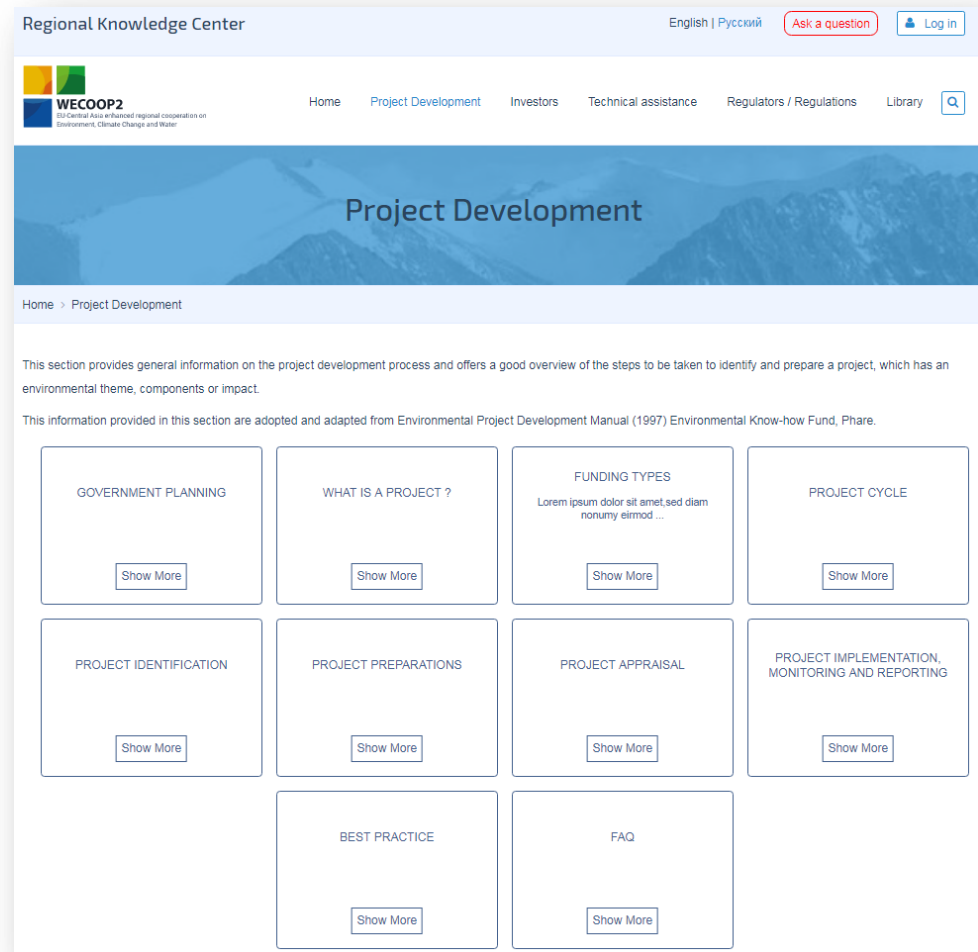 Regional Knowledge Center
English | Русский
Ask a question
Log in
WECOOP2
EU-Central Asia enhanced regional cooperation on
Environment, Climate Change and Water
Home
Project Development
Investors
Technical assistance
Regulators / Regulations
Library
Project Development
Home > Project Development
This section provides general information on the project development process and offers a good overview of the steps to be taken to identify and prepare a project, which has an
environmental theme, components or impact.
This information provided in this section are adopted and adapted from Environmental Project Development Manual (1997) Environmental Know-how Fund, Phare.
GOVERNMENT PLANNING
Show More
WHAT IS A PROJECT ?
Show More
FUNDING TYPES
Lorem ipsum dolor sit amet,sed diam
nonumy eirmod ...
Show More
PROJECT CYCLE
Show More
PROJECT IDENTIFICATION
Show More
PROJECT PREPARATIONS
Show More
PROJECT APPRAISAL
Show More
PROJECT IMPLEMENTATION,
MONITORING AND REPORTING
Show More
BEST PRACTICE
Show More
FAQ
Show More